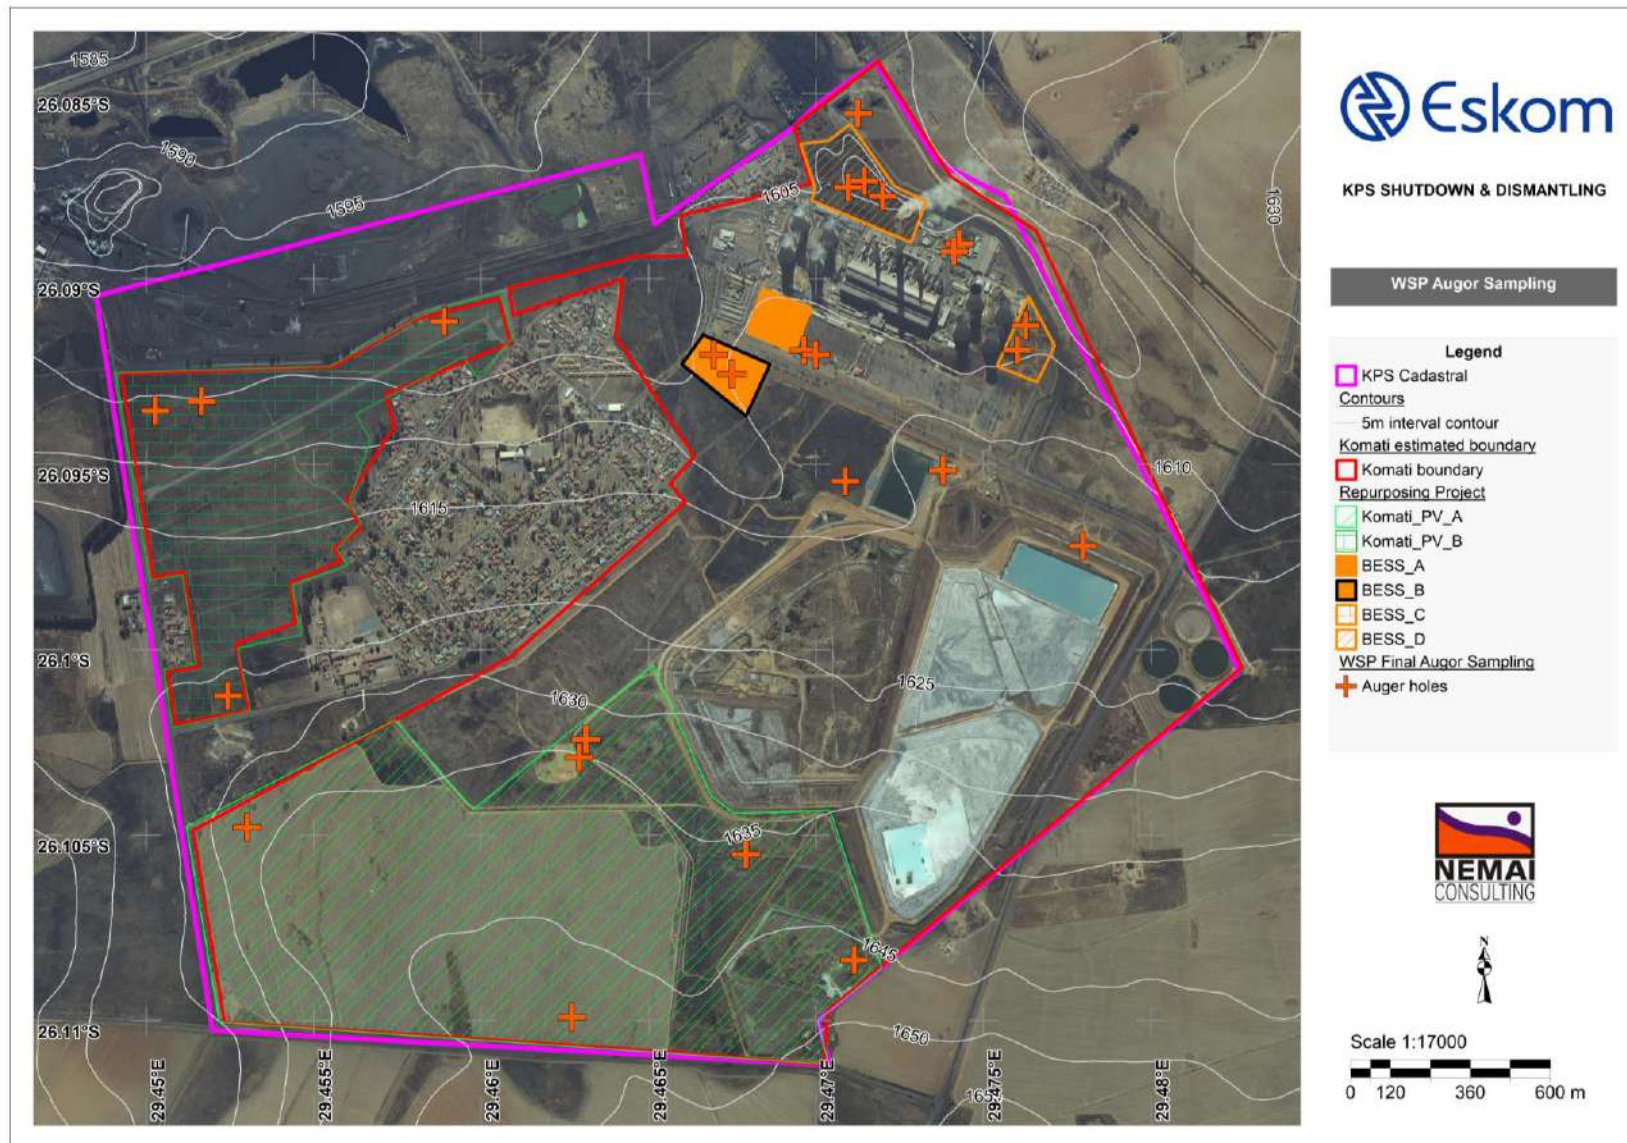 1585
26.085°S
1590
1595
1605
1630
26.09°S
26.095°S
1610
1615
26.1°S
1625
1630
1635
26.105°S
1645
26.11°S
1650
29.45°E
29.455°E
29.46°E
29.465°E
29.47°E
29.475°E
29.48°E
Eskom
KPS SHUTDOWN & DISMANTLING
WSP Augor Sampling
Legend
KPS Cadastral
Contours
5m interval contour
Komati estimated boundary
Komati boundary
Repurposing Project
Komati_PV_A
Komati_PV_B
BESS_A
BESS_B
BESS_C
BESS_D
WSP Final Augor Sampling
Auger holes
NEMAI
CONSULTING
N
Scale 1:17000
0 120 360 600 m